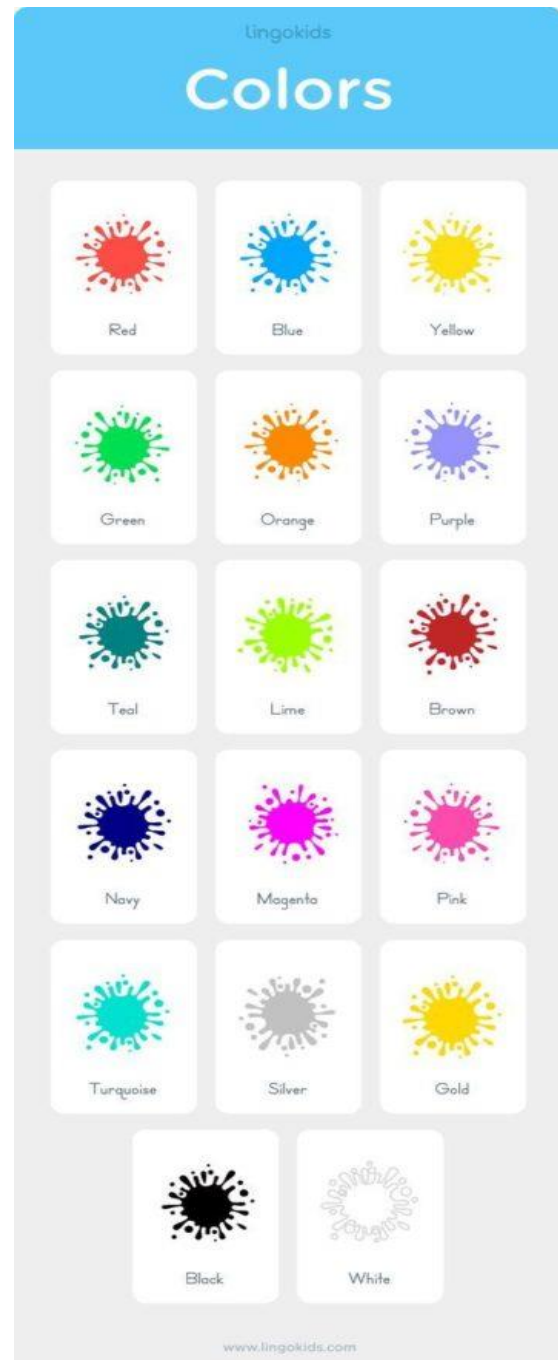 lingokids
Colors
Red Blue Yellow
Green Orange Purple
Teal Lime Brown
Navy Magenta Pink
Turquoise Silver Gold
Black White
www.lingokids.com